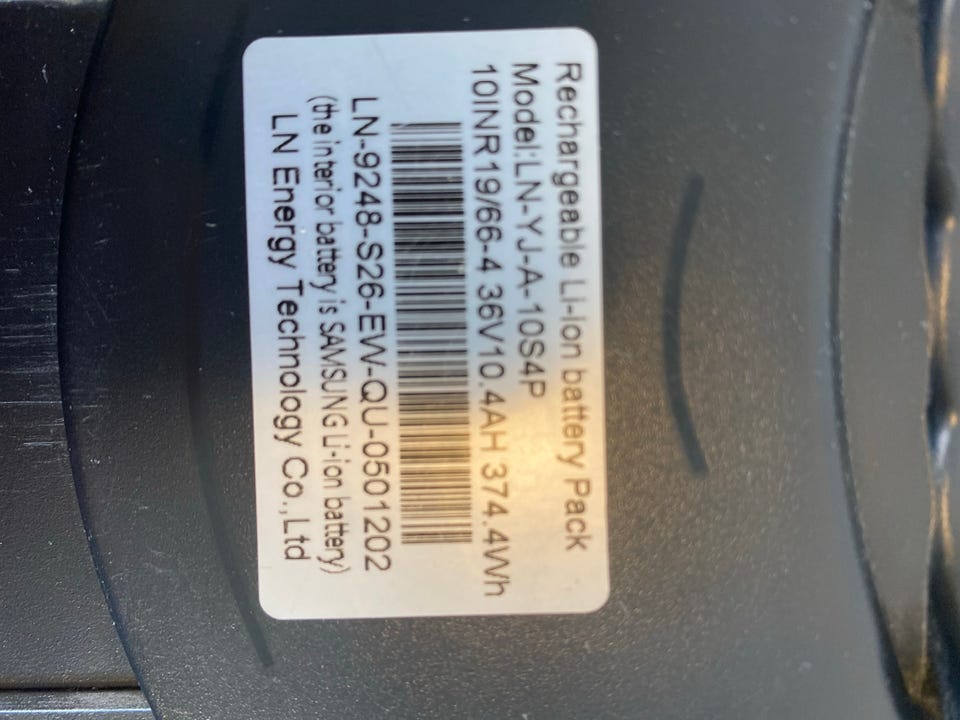 Rechargeable Li-Ion battery Pack
Model:LN-YJ-A-10S4P
10INR19/66-4 36V10.4AH 374.4Wh
LN-9248-S26-EW-QU-0501202
(the interior battery is SAMSUNG Li-ion battery)
LN Energy Technology Co.,Ltd